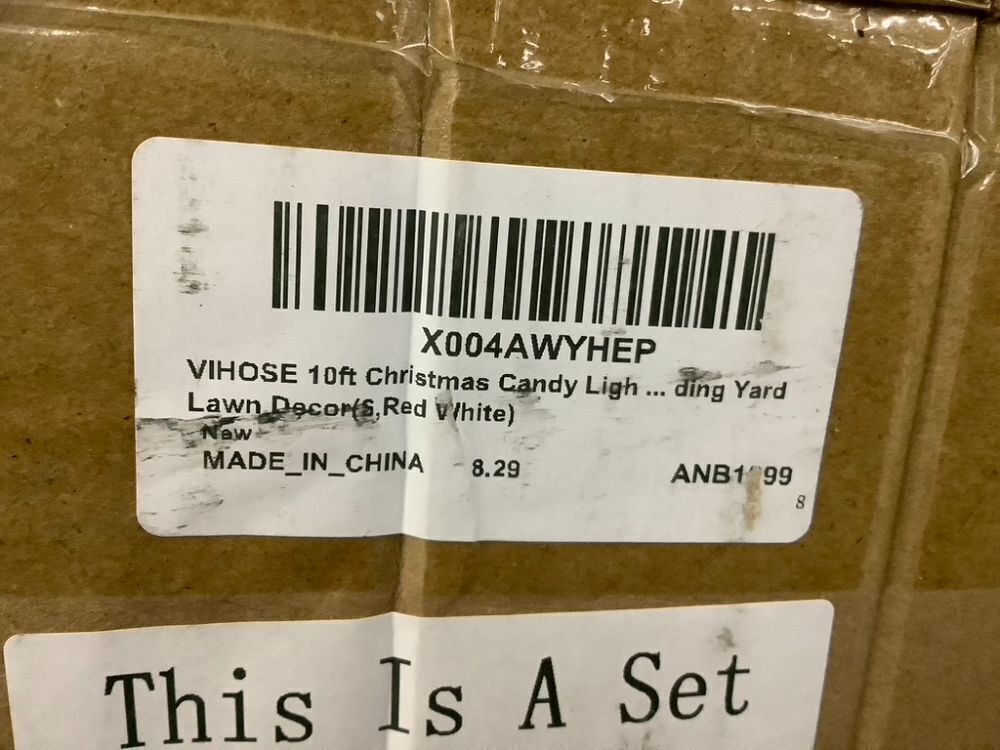 X004AWYHEP
VIHOSE 10ft Christmas Candy Ligh ... ding Yard
Lawn Decor(S,Red White)
New
MADE_IN_CHINA 8.29
8
This Is A Set